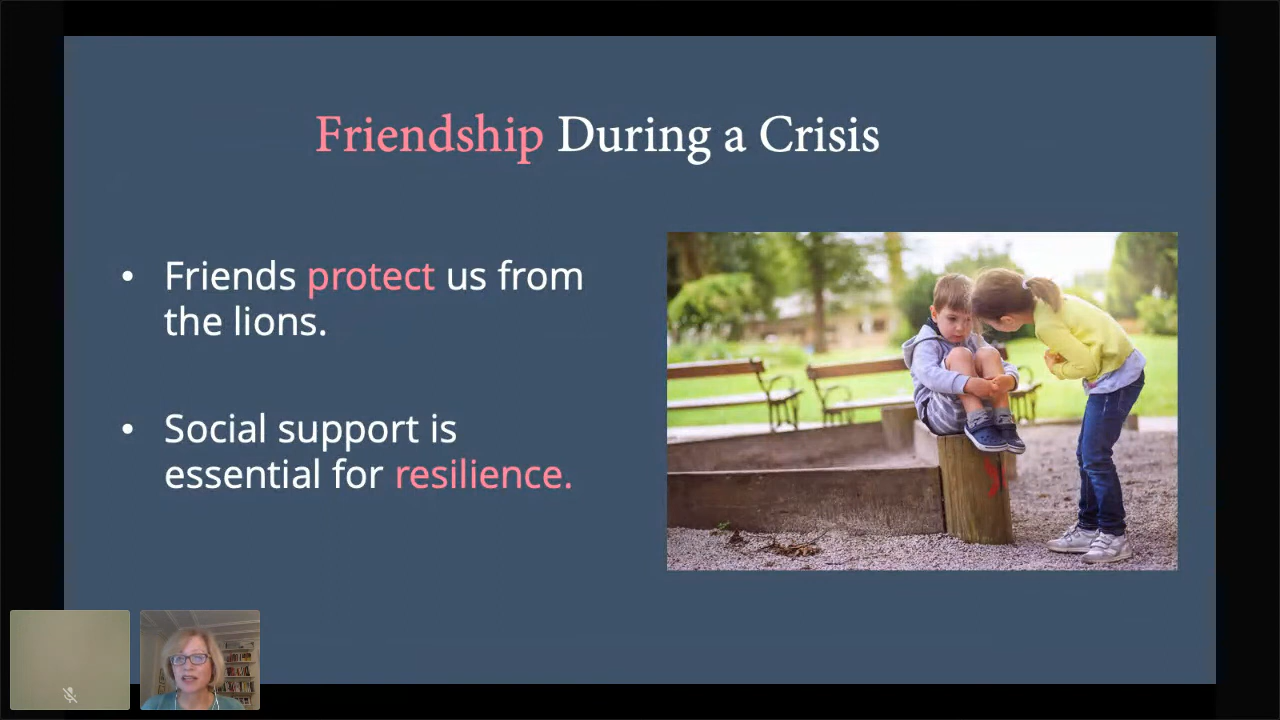 Friendship During a Crisis
• Friends protect us from
the lions.
• Social support is
essential for resilience.